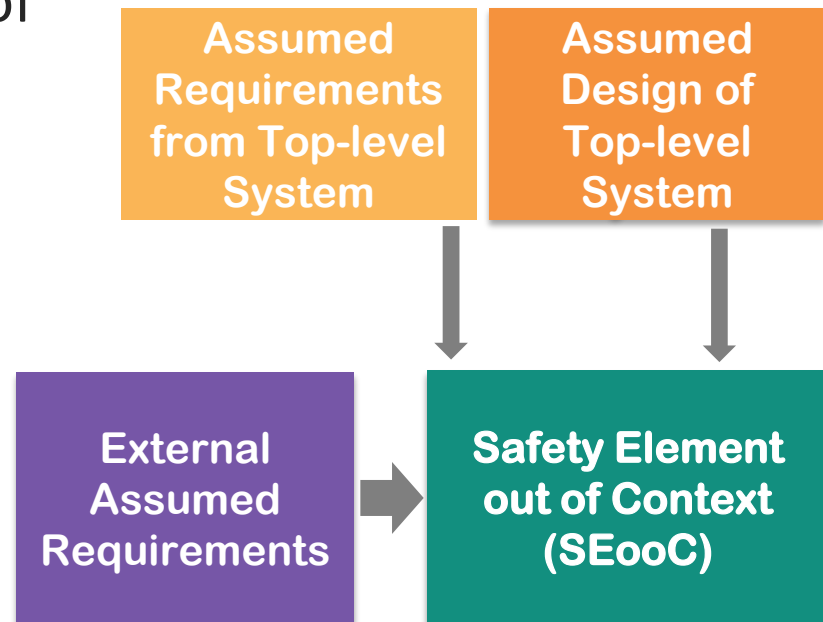 of
Assumed
Requirements
from Top-level
System
Assumed
Design of
Top-level
System
External
Assumed
Requirements
Safety Element
out of Context
(SEooC)